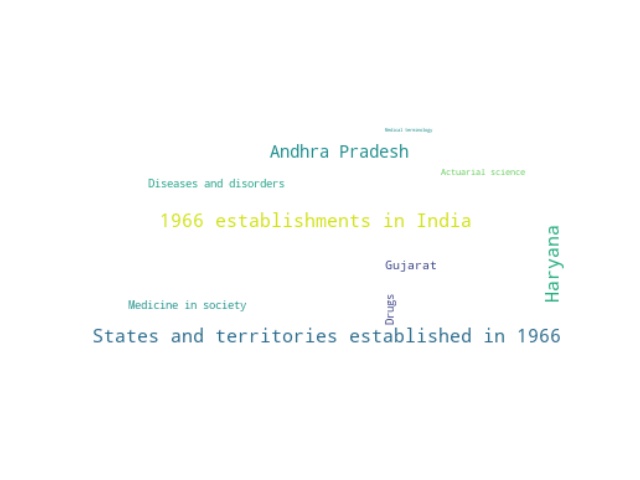 Medical terminology
Andhra Pradesh
Actuarial science
Diseases and disorders
1966 establishments in India
Haryana
Gujarat
Drugs
Medicine in society
States and territories established in 1966